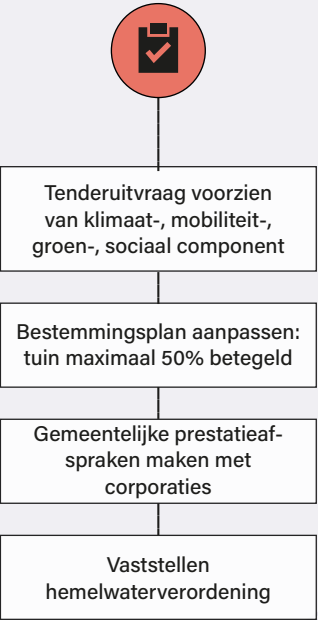 Tenderuitvraag voorzien
van klimaat-, mobiliteit-,
groen-, sociaal component
Bestemmingsplan aanpassen:
tuin maximaal 50% betegeld
Gemeentelijke prestatieaf-
spraken maken met
corporaties
Vaststellen
hemelwaterverordening